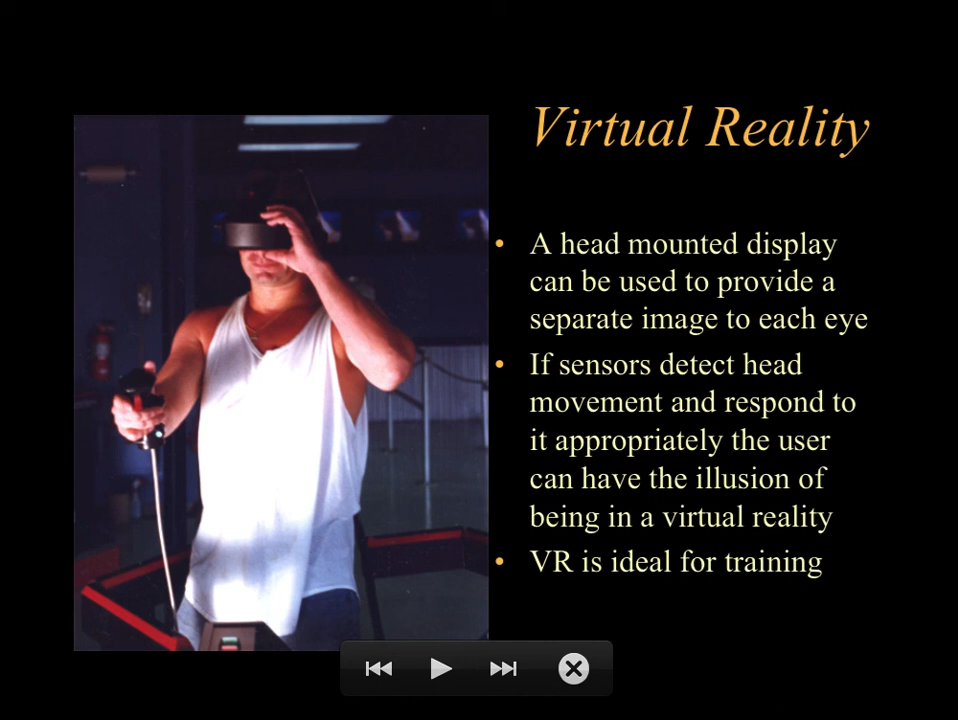 Virtual Reality
• A head mounted display
can be used to provide a
separate image to each eye
• If sensors detect head
movement and respond to
it appropriately the user
can have the illusion of
being in a virtual reality
• VR is ideal for training